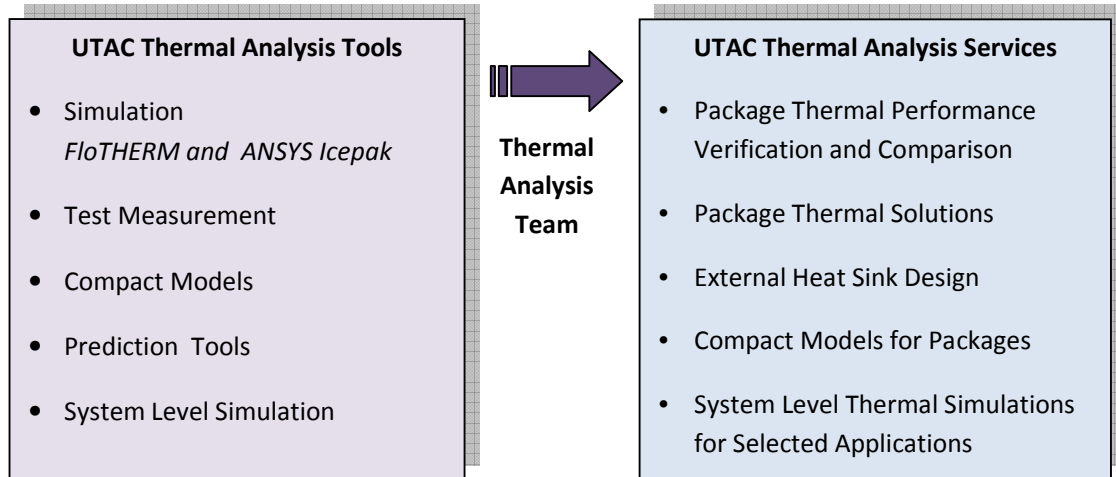 UTAC Thermal Analysis Tools
• Simulation
FloTHERM and ANSYS Icepak
• Test Measurement
• Compact Models
• Prediction Tools
• System Level Simulation
Thermal
Analysis
Team
UTAC Thermal Analysis Services
• Package Thermal Performance
Verification and Comparison
• Package Thermal Solutions
• External Heat Sink Design
• Compact Models for Packages
• System Level Thermal Simulations
for Selected Applications